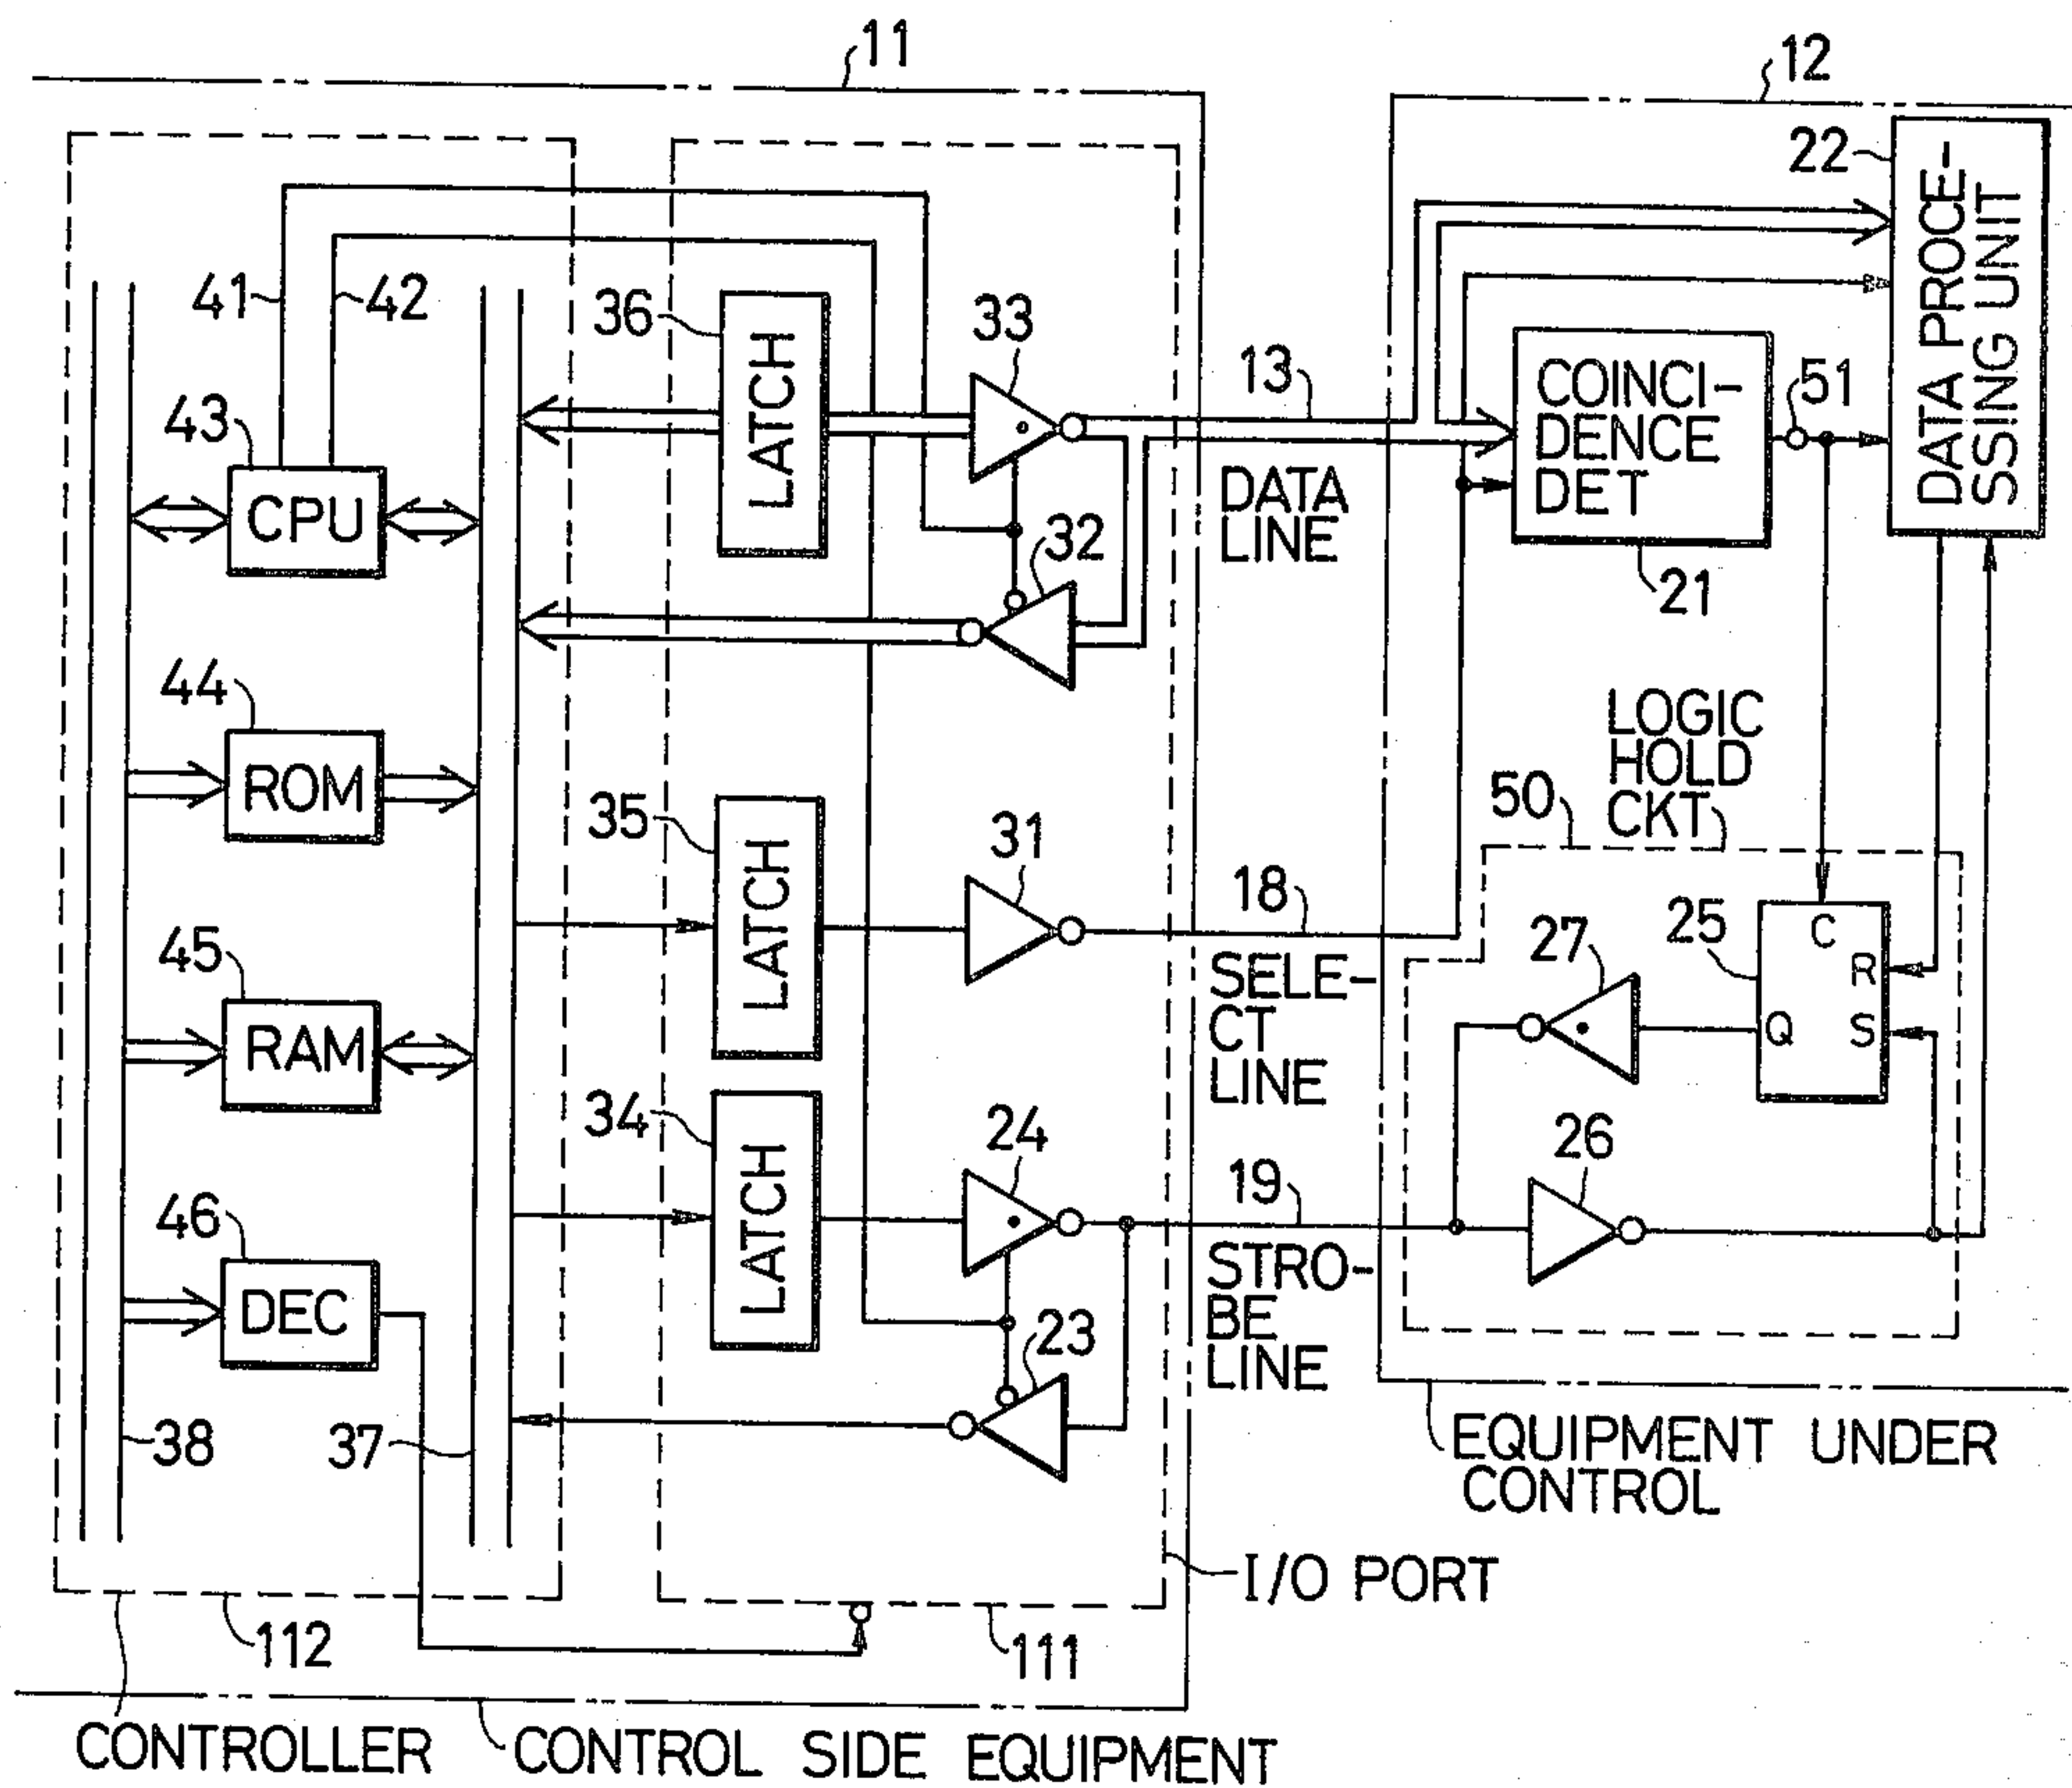 11
12
22
DATA PROCE-
SSING UNIT
41
42
36
LATCH
33
13
DATA
LINE
COINCI-
DENCE
DET
51
21
43
CPU
32
44
ROM
LOGIC
HOLD
CKT
50
35
LATCH
31
18
SELE-
CT
LINE
27
25
C
R
Q
S
45
RAM
34
LATCH
24
19
STRO-
BE
LINE
26
46
DEC
23
38
37
EQUIPMENT UNDER
CONTROL
I/O PORT
112
111
CONTROLLER
CONTROL SIDE EQUIPMENT